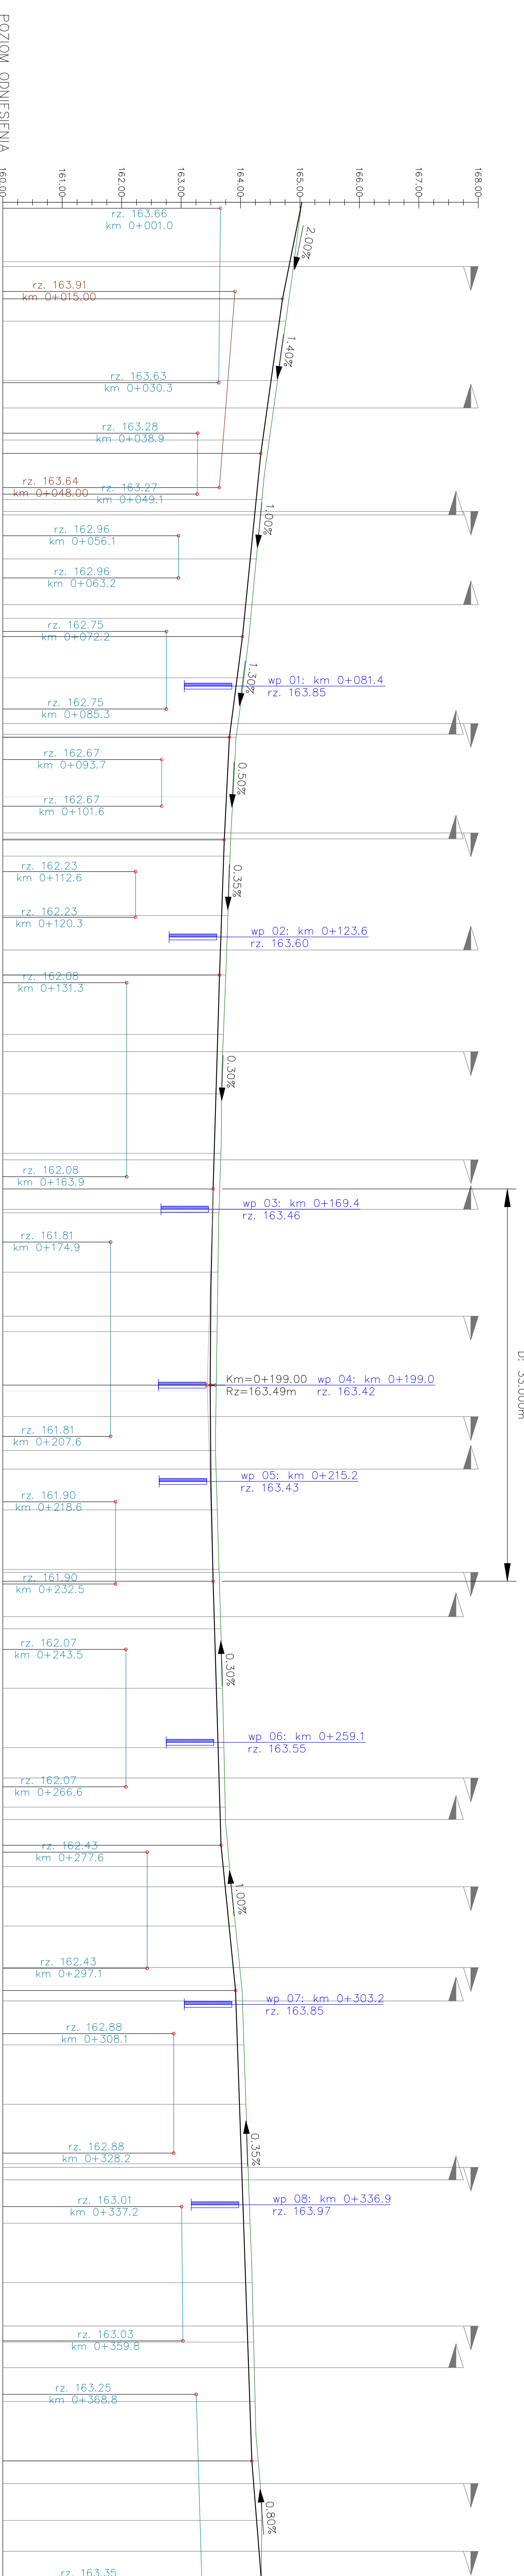 POZIOM ODNIESIENIA
160.00
161.00
162.00
163.00
164.00
165.00
166.00
167.00
168.00
rz. 163.66
km 0+001.0
2.00%
rz. 163.91
km 0+015.00
1.40%
rz. 163.63
km 0+030.3
rz. 163.28
km 0+038.9
rz. 163.64
km 0+048.00
rz. 163.27
km 0+049.1
1.00%
rz. 162.96
km 0+056.1
rz. 162.96
km 0+063.2
rz. 162.75
km 0+072.2
1.30%
wp 01: km 0+081.4
rz. 163.85
rz. 162.75
km 0+085.3
rz. 162.67
km 0+093.7
0.50%
rz. 162.67
km 0+101.6
rz. 162.23
km 0+112.6
0.35%
rz. 162.23
km 0+120.3
wp 02: km 0+123.6
rz. 163.60
rz. 162.08
km 0+131.3
0.30%
rz. 162.08
km 0+163.9
wp 03: km 0+169.4
rz. 163.46
rz. 161.81
km 0+174.9
D: 33.000m
Km=0+199.00
Rz=163.49m
wp 04: km 0+199.0
rz. 163.42
rz. 161.81
km 0+207.6
wp 05: km 0+215.2
rz. 163.43
rz. 161.90
km 0+218.6
rz. 161.90
km 0+232.5
rz. 162.07
km 0+243.5
0.30%
wp 06: km 0+259.1
rz. 163.55
rz. 162.07
km 0+266.6
rz. 162.43
km 0+277.6
1.00%
rz. 162.43
km 0+297.1
wp 07: km 0+303.2
rz. 163.85
rz. 162.88
km 0+308.1
rz. 162.88
km 0+328.2
0.35%
rz. 163.01
km 0+337.2
wp 08: km 0+336.9
rz. 163.97
rz. 163.03
km 0+359.8
rz. 163.25
km 0+368.8
0.80%
rz. 163.35